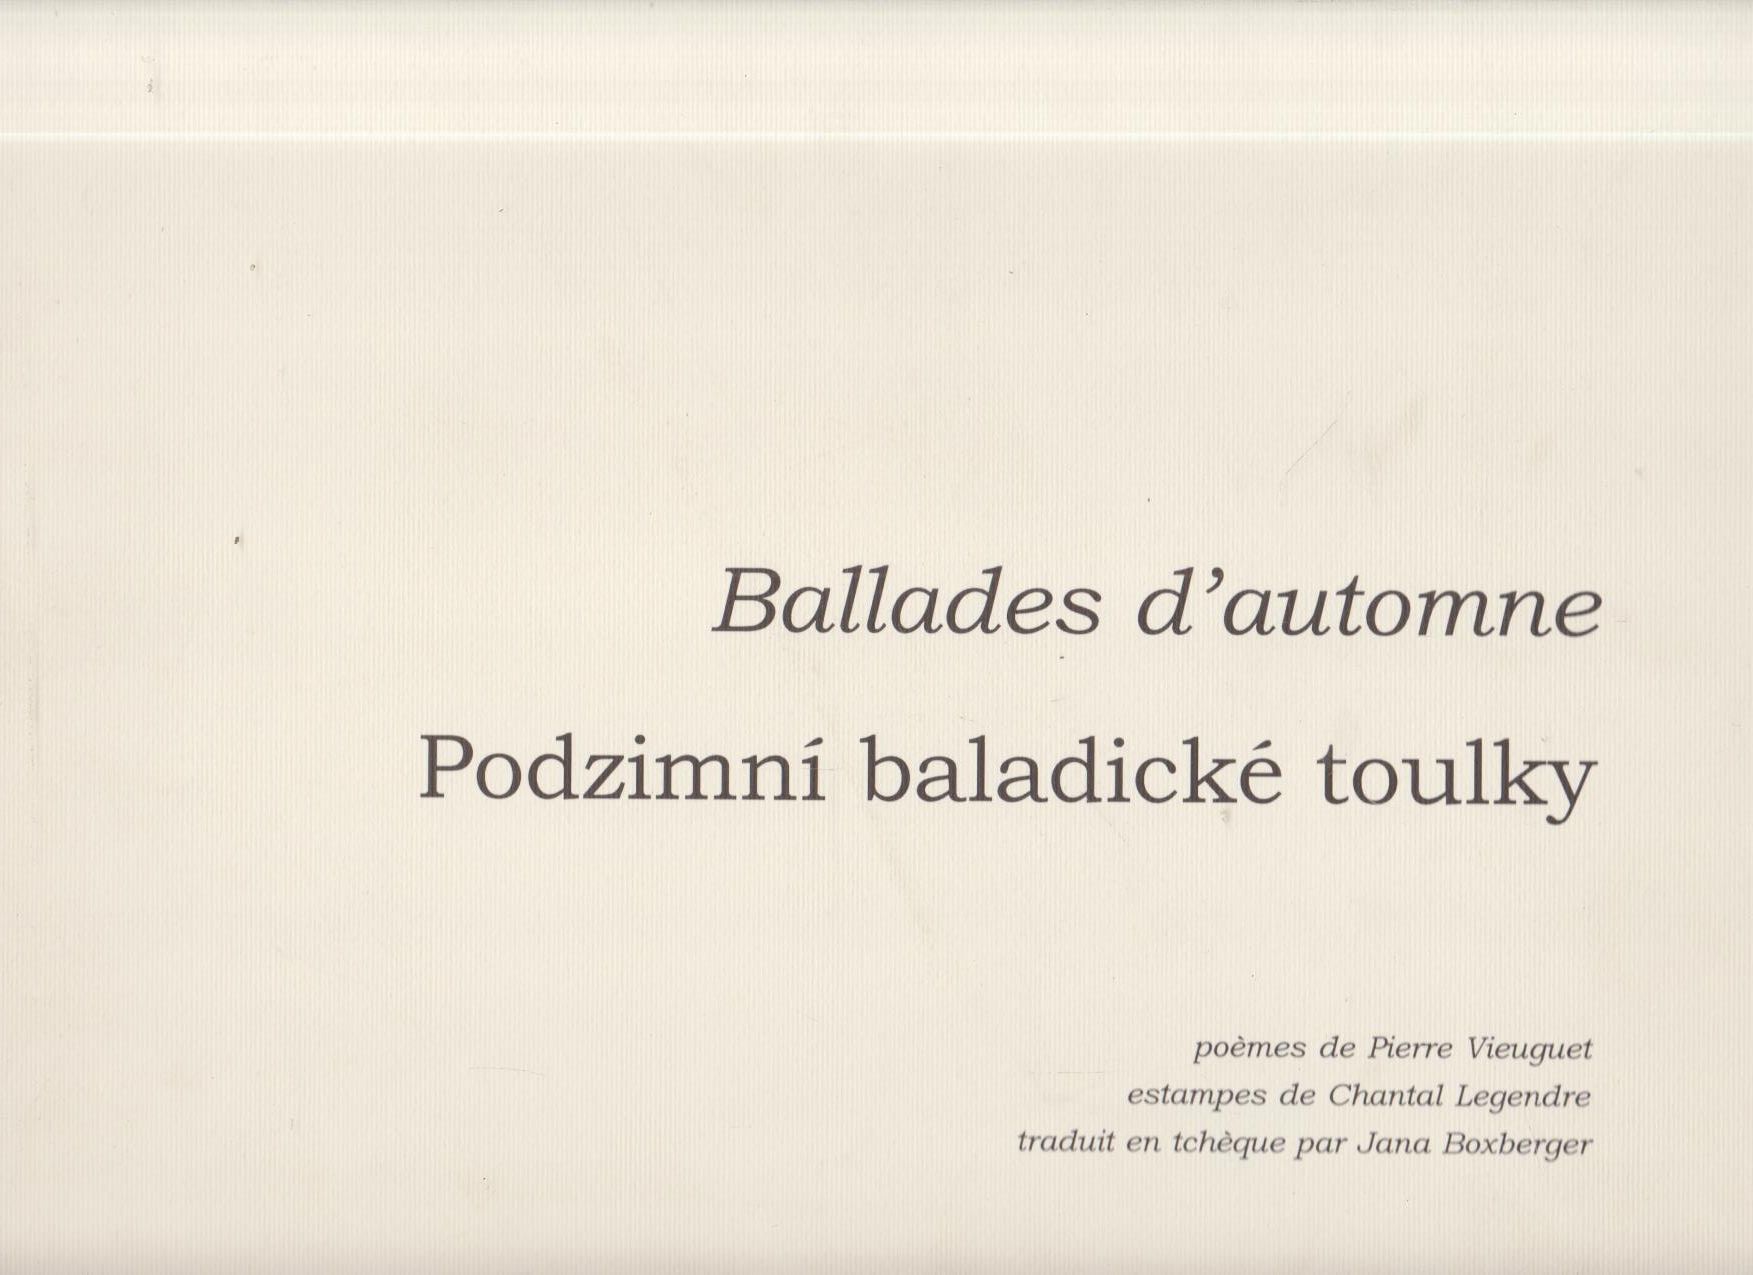 Ballades d’automne
Podzimní baladické toulky
poèmes de Pierre Vieuguet
estampes de Chantal Legendre
traduit en tchèque par Jana Boxberger